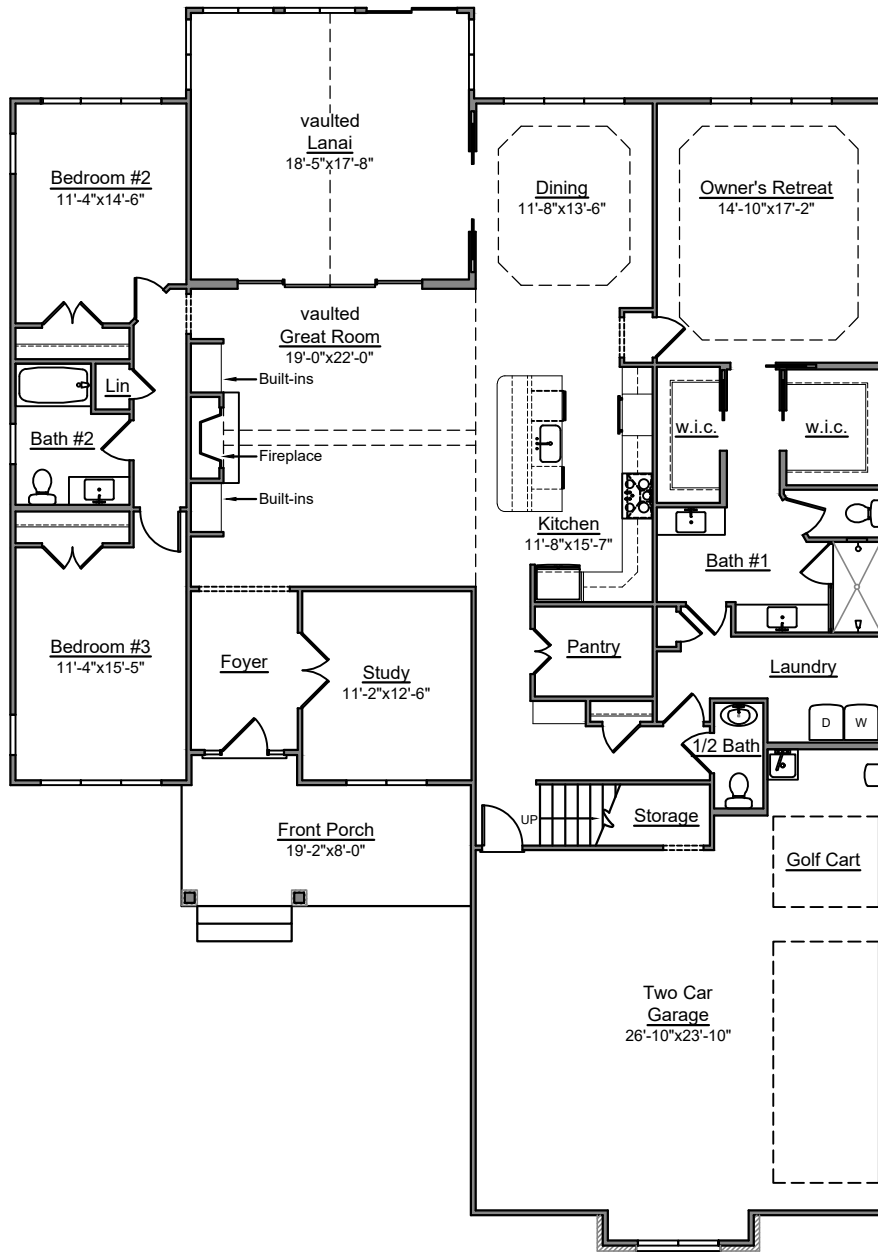 vaulted
Lanai
18'-5"x17'-8"
Bedroom #2
11'-4"x14'-6"
Dining
11'-8"x13'-6"
Owner's Retreat
14'-10"x17'-2"
vaulted
Great Room
19'-0"x22'-0"
Built-ins
Lin
Bath #2
Fireplace
Built-ins
w.i.c.
w.i.c.
Kitchen
11'-8"x15'-7"
Bath #1
Bedroom #3
11'-4"x15'-5"
Foyer
Study
11'-2"x12'-6"
Pantry
Laundry
D
W
1/2 Bath
UP
Storage
Front Porch
19'-2"x8'-0"
Golf Cart
Two Car
Garage
26'-10"x23'-10"